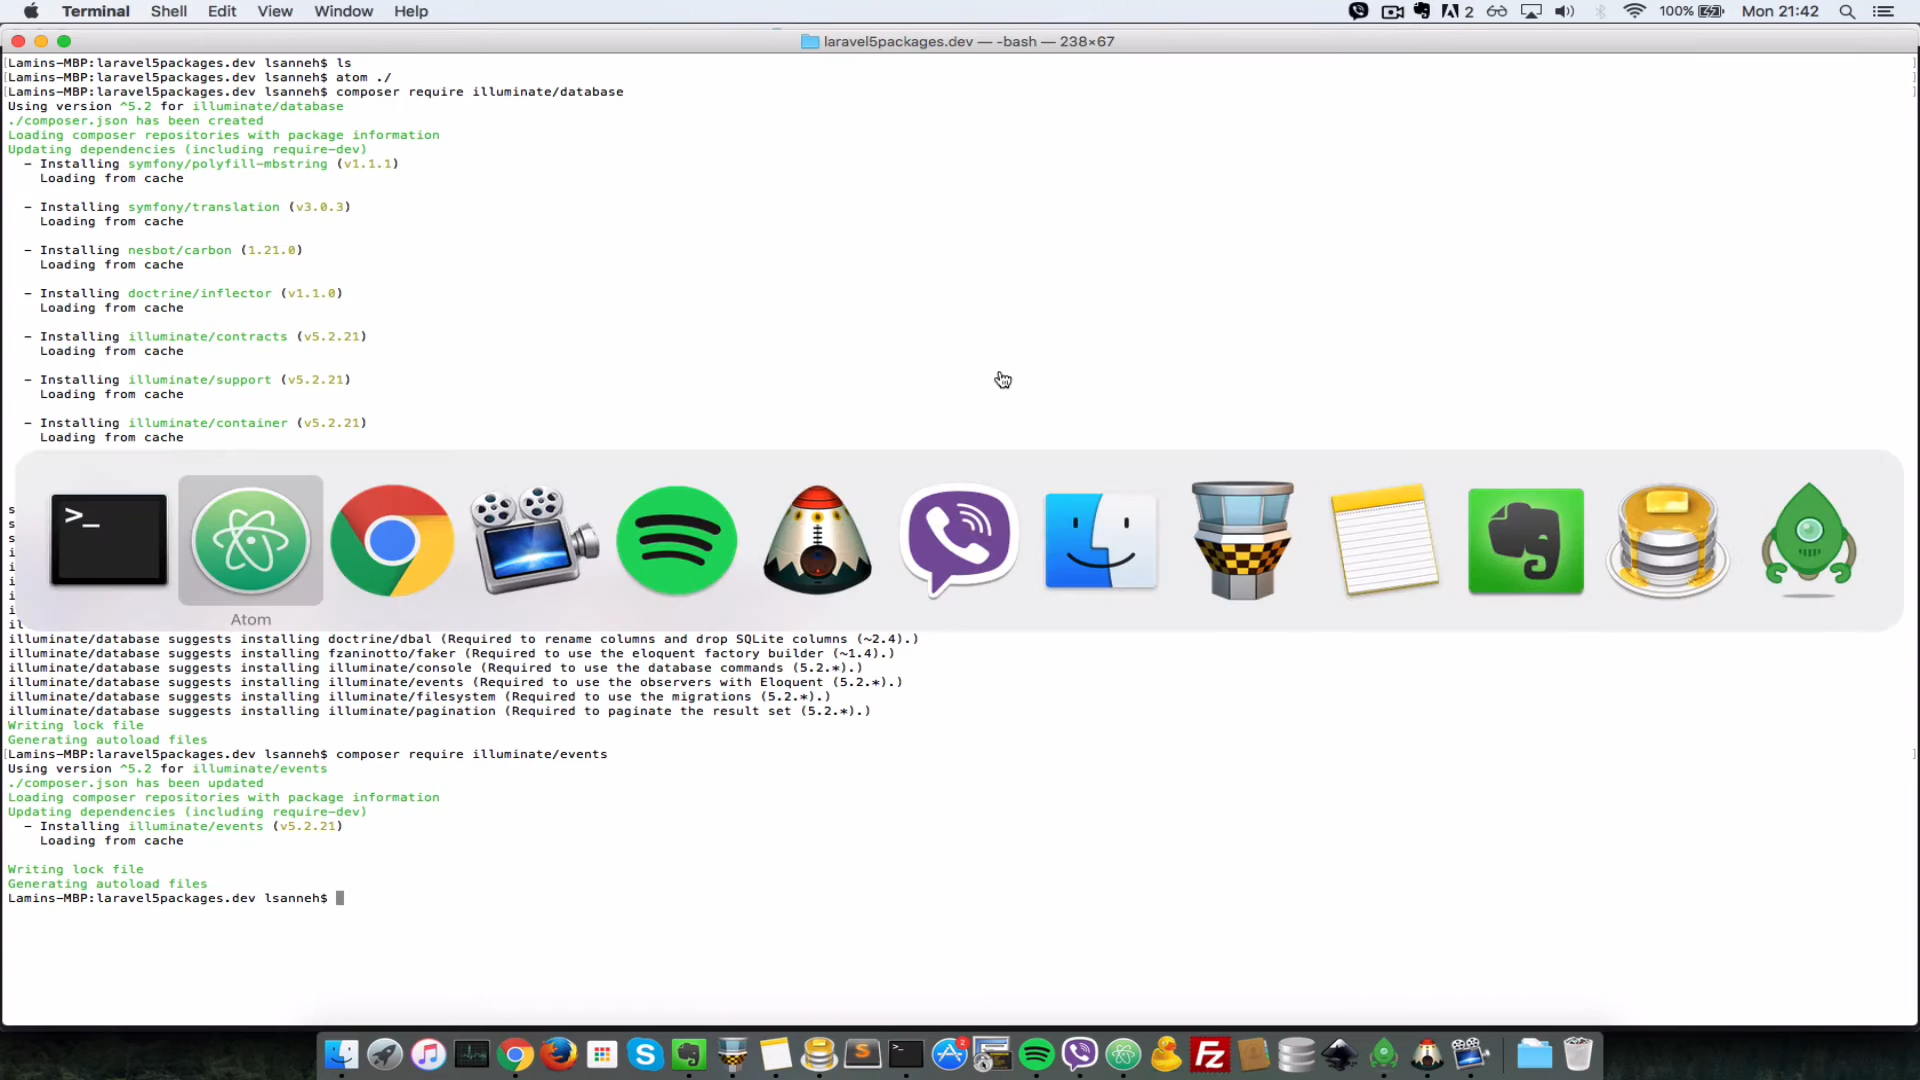 Terminal Shell Edit View Window Help 2 100% Mon 21:42
laravel5packages.dev — -bash — 238×67
[Lamins-MBP:laravel5packages.dev lsanneh$ ls ]
[Lamins-MBP:laravel5packages.dev lsanneh$ atom ./ ]
[Lamins-MBP:laravel5packages.dev lsanneh$ composer require illuminate/database ]
Using version ^5.2 for illuminate/database
./composer.json has been created
Loading composer repositories with package information
Updating dependencies (including require-dev)
- Installing symfony/polyfill-mbstring (v1.1.1)
Loading from cache
- Installing symfony/translation (v3.0.3)
Loading from cache
- Installing nesbot/carbon (1.21.0)
Loading from cache
- Installing doctrine/inflector (v1.1.0)
Loading from cache
- Installing illuminate/contracts (v5.2.21)
Loading from cache
- Installing illuminate/support (v5.2.21)
Loading from cache
- Installing illuminate/container (v5.2.21)
Loading from cache
s
s
s
i
i
i
i
i
il
Atom
illuminate/database suggests installing doctrine/dbal (Required to rename columns and drop SQLite columns (~2.4).)
illuminate/database suggests installing fzaninotto/faker (Required to use the eloquent factory builder (~1.4).)
illuminate/database suggests installing illuminate/console (Required to use the database commands (5.2.*).)
illuminate/database suggests installing illuminate/events (Required to use the observers with Eloquent (5.2.*).)
illuminate/database suggests installing illuminate/filesystem (Required to use the migrations (5.2.*).)
illuminate/database suggests installing illuminate/pagination (Required to paginate the result set (5.2.*).)
Writing lock file
Generating autoload files
[Lamins-MBP:laravel5packages.dev lsanneh$ composer require illuminate/events ]
Using version ^5.2 for illuminate/events
./composer.json has been updated
Loading composer repositories with package information
Updating dependencies (including require-dev)
- Installing illuminate/events (v5.2.21)
Loading from cache
Writing lock file
Generating autoload files
Lamins-MBP:laravel5packages.dev lsanneh$